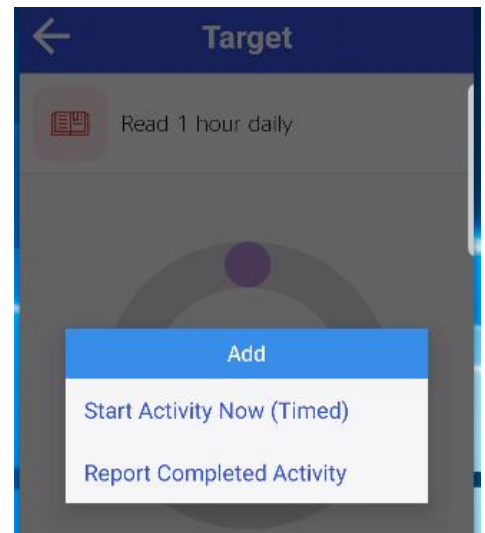 Target
Read 1 hour daily
Add
Start Activity Now (Timed)
Report Completed Activity